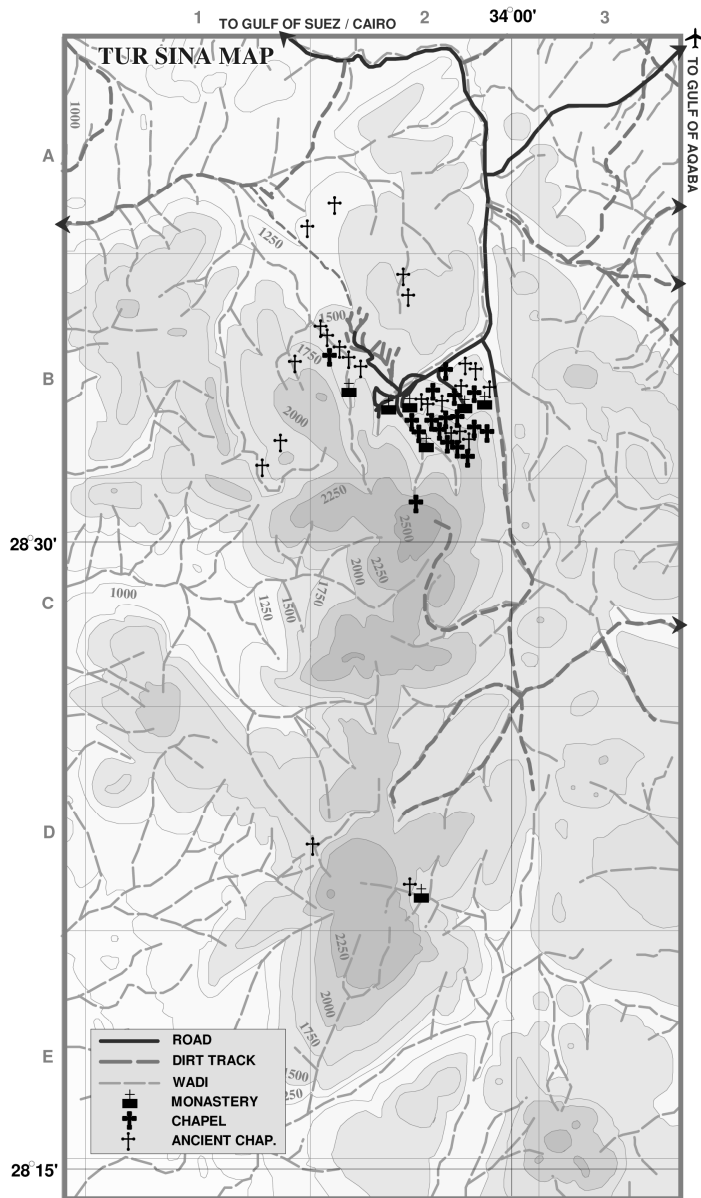 1
TO GULF OF SUEZ / CAIRO
2
34°00'
3
TUR SINA MAP
TO GULF OF AQABA
1000
A
1250
1500
1750
B
2000
2250
2500
28°30'
2000
2250
1750
1000
1250
1500
C
D
2250
2000
1750
E
1500
250
ROAD
DIRT TRACK
WADI
MONASTERY
CHAPEL
ANCIENT CHAP.
28°15'